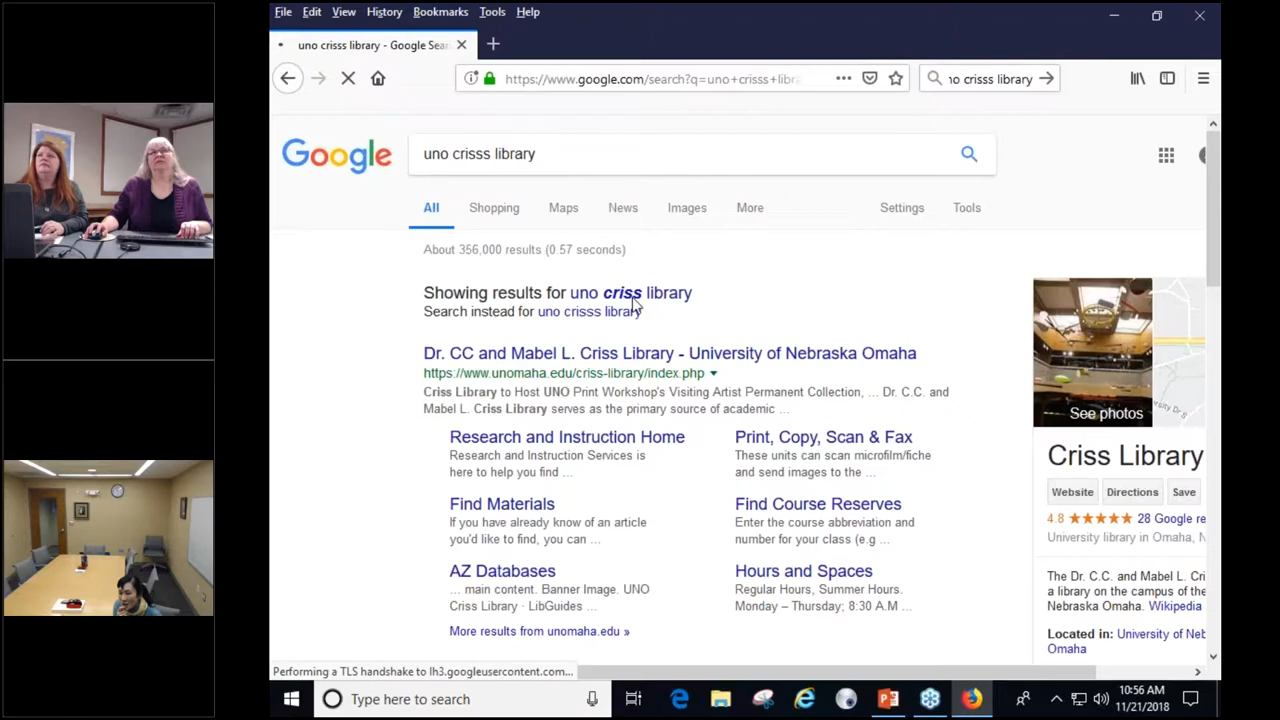 File Edit View History Bookmarks Tools Help
uno crisss library - Google Sear
https://www.google.com/search?q=uno+crisss+libra
no crisss library
Google
uno crisss library
All Shopping Maps News Images More Settings Tools
About 356,000 results (0.57 seconds)
Showing results for uno criss library
Search instead for uno crisss library
Dr. CC and Mabel L. Criss Library - University of Nebraska Omaha
https://www.unomaha.edu/criss-library/index.php
Criss Library to Host UNO Print Workshop's Visiting Artist Permanent Collection, ... Dr. C.C. and
Mabel L. Criss Library serves as the primary source of academic ...
Research and Instruction Home
Research and Instruction Services is
here to help you find ...
Print, Copy, Scan & Fax
These units can scan microfilm/fiche
and send images to the ...
Find Materials
If you have already know of an article
you'd like to find, you can ...
Find Course Reserves
Enter the course abbreviation and
number for your class (e.g ...
AZ Databases
... main content. Banner Image. UNO
Criss Library · LibGuides ...
Hours and Spaces
Regular Hours, Summer Hours.
Monday – Thursday; 8:30 A.M ...
More results from unomaha.edu »
See photos
Criss Library
Website Directions Save
4.8 28 Google re
University library in Omaha, N
The Dr. C.C. and Mabel L. Cri
a library on the campus of the
Nebraska Omaha. Wikipedia
Located in: University of Neb
Omaha
Performing a TLS handshake to lh3.googleusercontent.com...
Type here to search
10:56 AM
11/21/2018